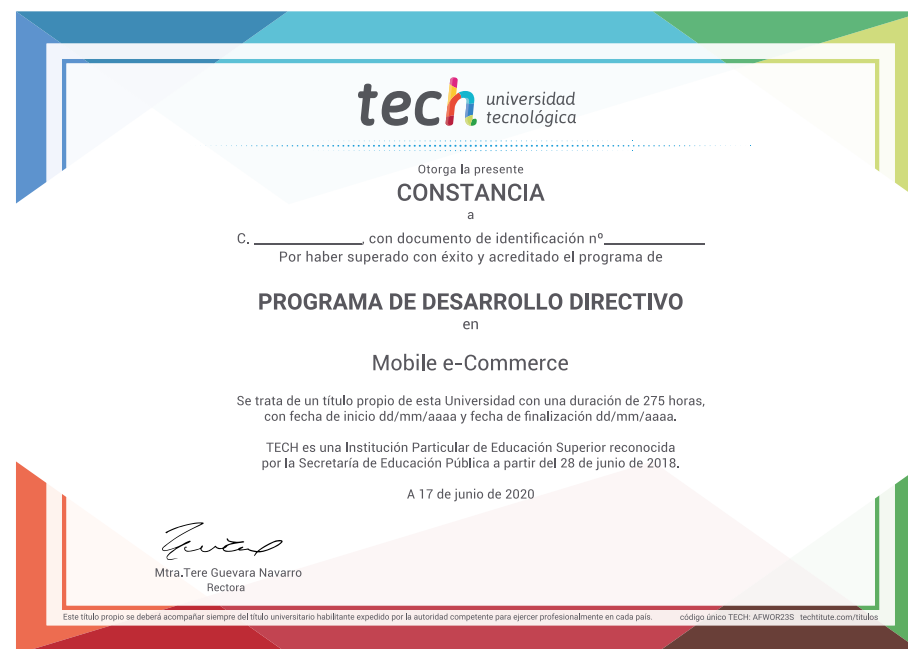 tech universidad
tecnológica
Otorga la presente
CONSTANCIA
a
C. ______________, con documento de identificación nº______________
Por haber superado con éxito y acreditado el programa de
PROGRAMA DE DESARROLLO DIRECTIVO
en
Mobile e-Commerce
Se trata de un título propio de esta Universidad con una duración de 275 horas,
con fecha de inicio dd/mm/aaaa y fecha de finalización dd/mm/aaaa.
TECH es una Institución Particular de Educación Superior reconocida
por la Secretaría de Educación Pública a partir del 28 de junio de 2018.
A 17 de junio de 2020
Mtra.Tere Guevara Navarro
Rectora
Este título propio se deberá acompañar siempre del título universitario habilitante expedido por la autoridad competente para ejercer profesionalmente en cada país. código único TECH: AFWOR23S techtitute.com/titulos